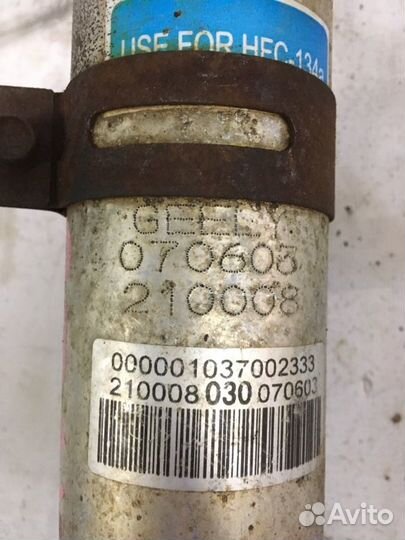 USE FOR HFC-134a
GEELY
070603
210008
000001037002333
210008 030 070603
Avito